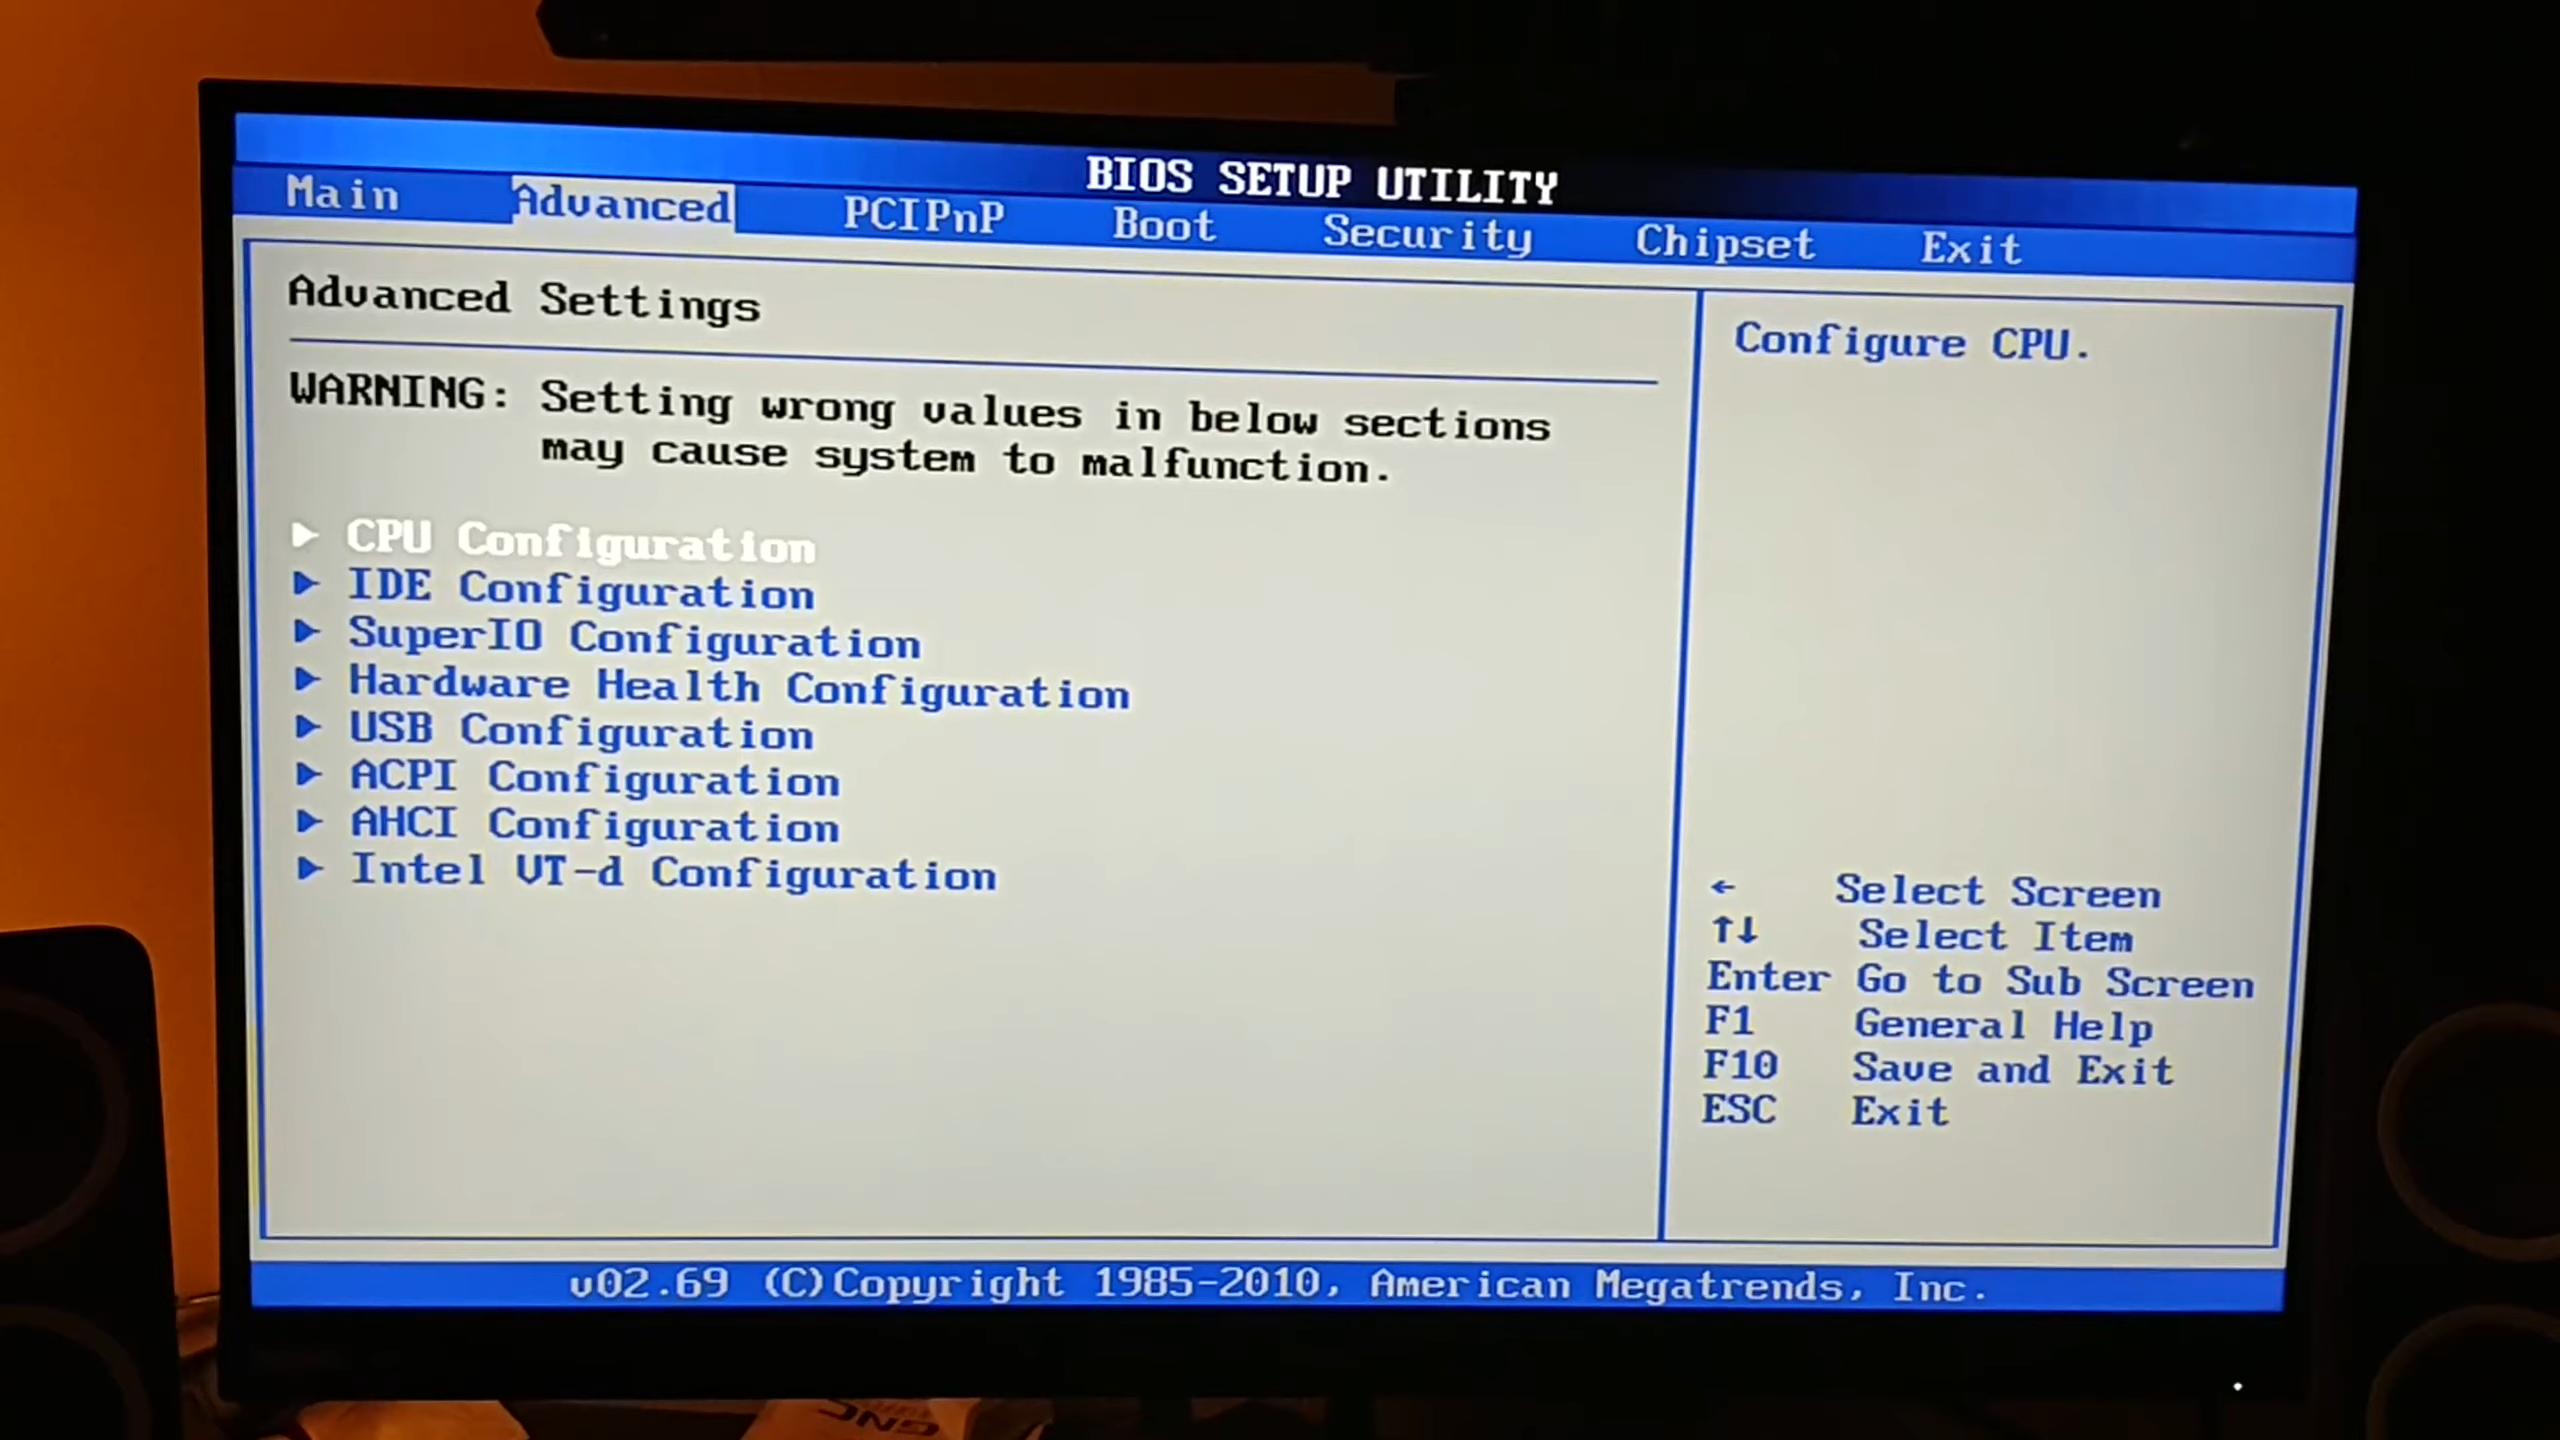 BIOS SETUP UTILITY
Main Advanced PCIPnP Boot Security Chipset Exit
Advanced Settings
WARNING: Setting wrong values in below sections
may cause system to malfunction.
▶ CPU Configuration
▶ IDE Configuration
▶ SuperIO Configuration
▶ Hardware Health Configuration
▶ USB Configuration
▶ ACPI Configuration
▶ AHCI Configuration
▶ Intel VT-d Configuration
Configure CPU.
← Select Screen
↑↓ Select Item
Enter Go to Sub Screen
F1 General Help
F10 Save and Exit
ESC Exit
v02.69 (C)Copyright 1985-2010, American Megatrends, Inc.
GNC